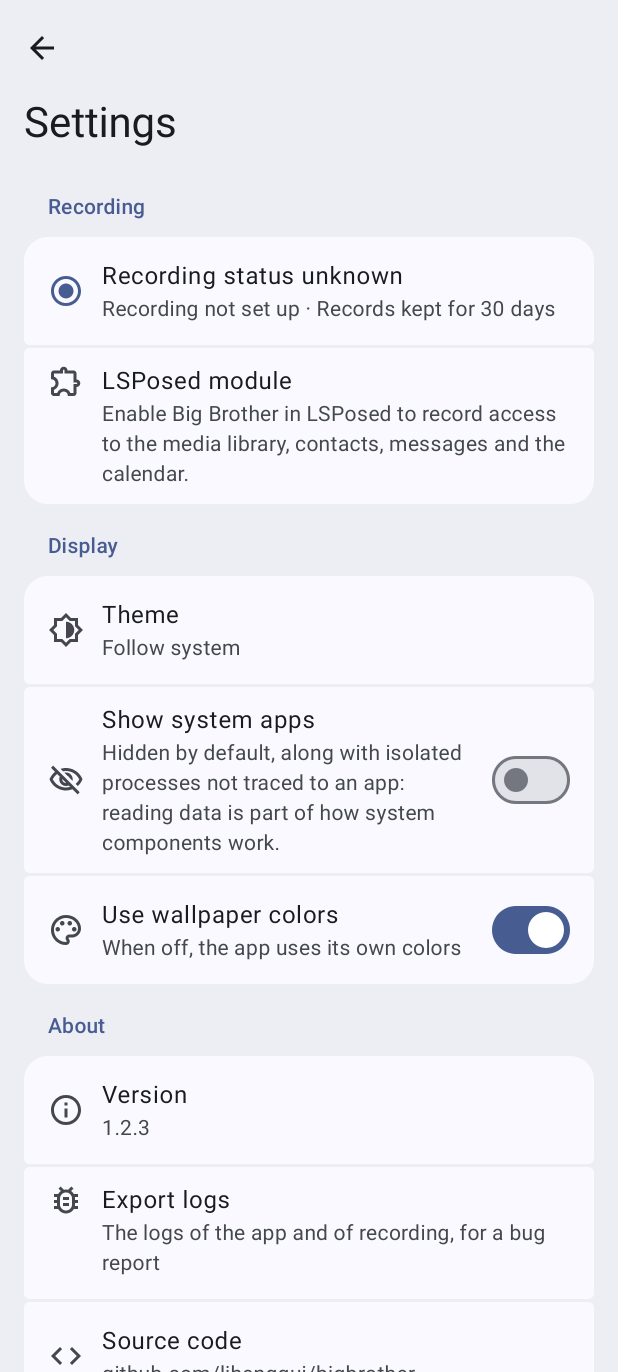 Settings
Recording
Recording status unknown
Recording not set up · Records kept for 30 days
LSPosed module
Enable Big Brother in LSPosed to record access
to the media library, contacts, messages and the
calendar.
Display
Theme
Follow system
Show system apps
Hidden by default, along with isolated
processes not traced to an app:
reading data is part of how system
components work.
Use wallpaper colors
When off, the app uses its own colors
About
Version
1.2.3
Export logs
The logs of the app and of recording, for a bug
report
Source code